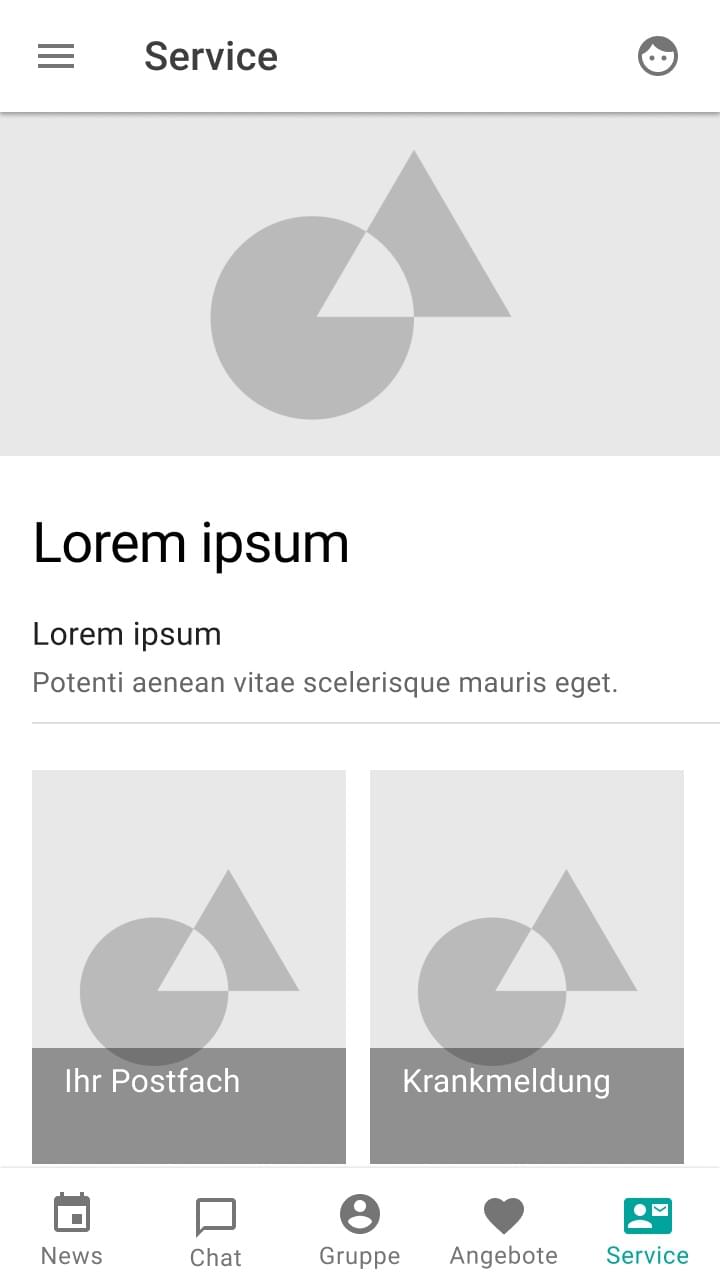 Service
Lorem ipsum
Lorem ipsum
Potenti aenean vitae scelerisque mauris eget.
Ihr Postfach
Krankmeldung
News
Chat
Gruppe
Angebote
Service